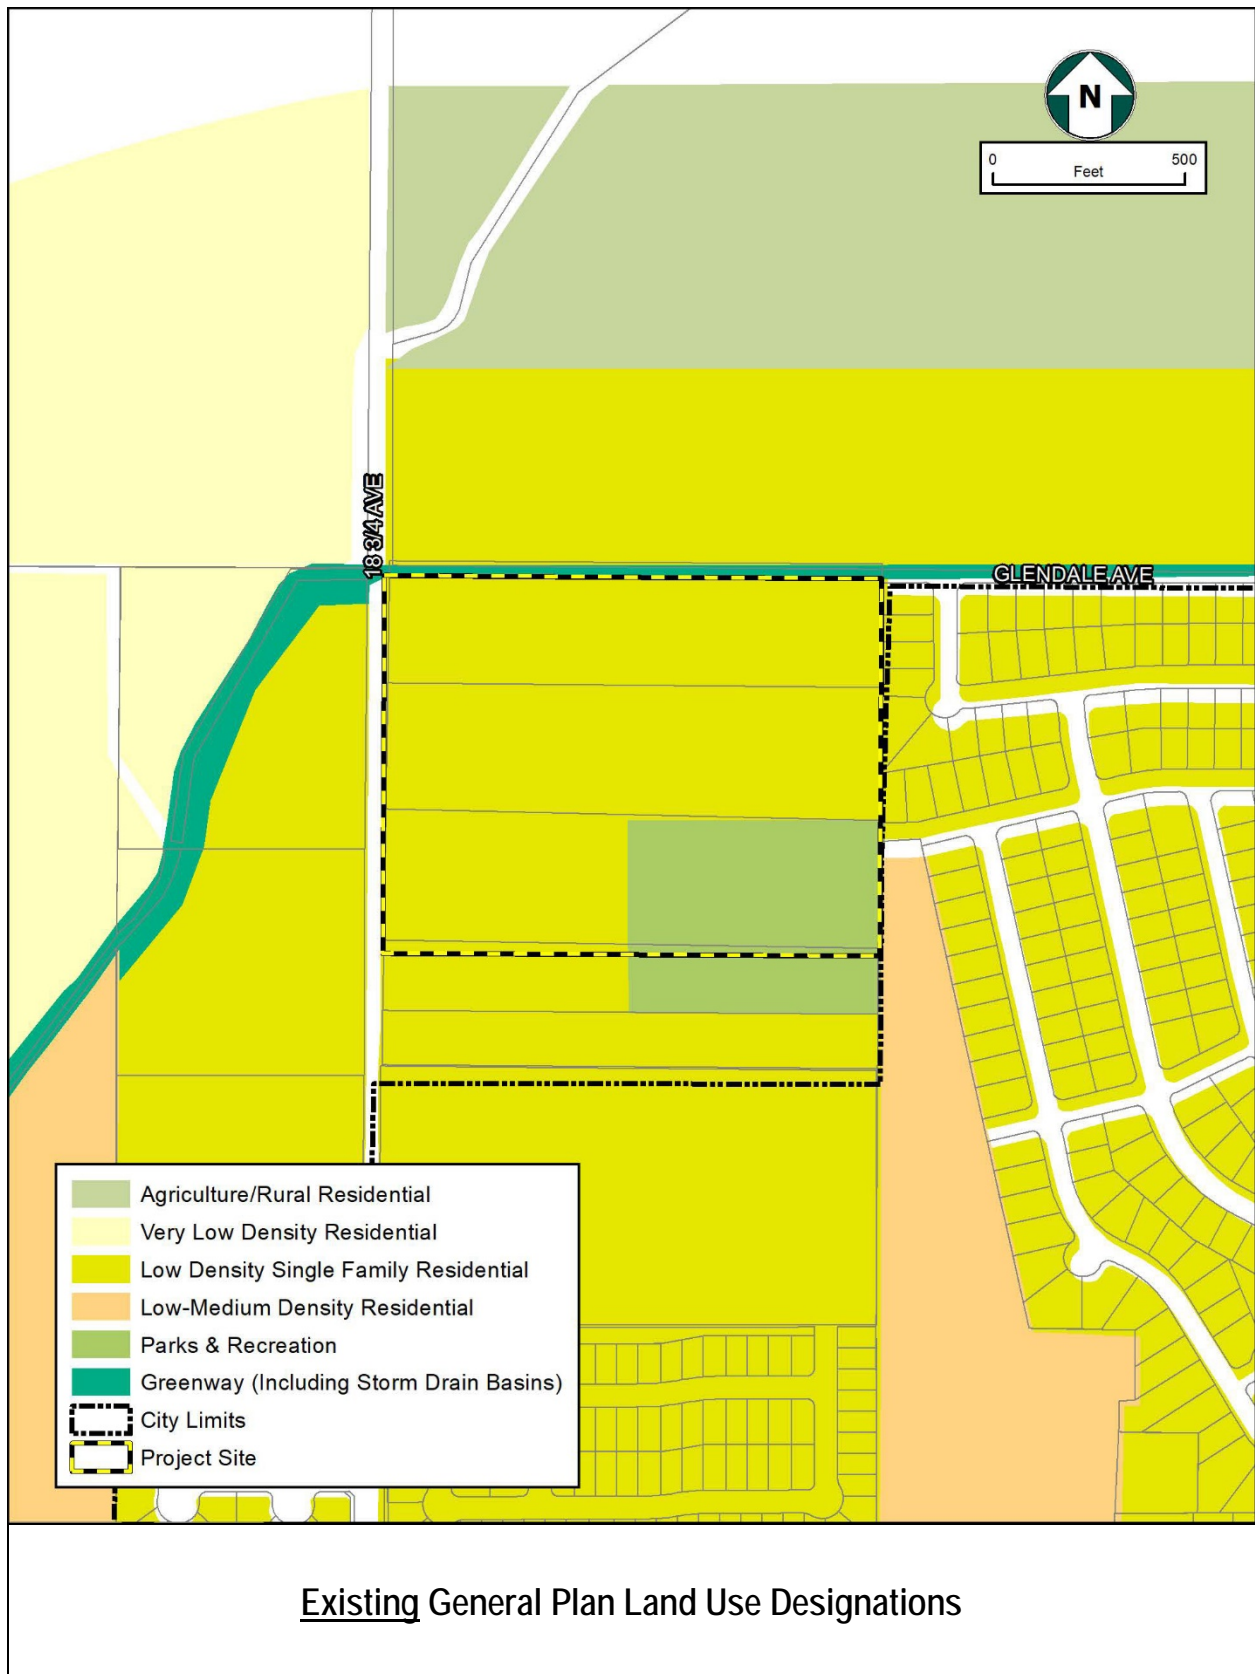 N
0 500
Feet
18 3/4 AVE
GLENDALE AVE
Agriculture/Rural Residential
Very Low Density Residential
Low Density Single Family Residential
Low-Medium Density Residential
Parks & Recreation
Greenway (Including Storm Drain Basins)
City Limits
Project Site
Existing General Plan Land Use Designations